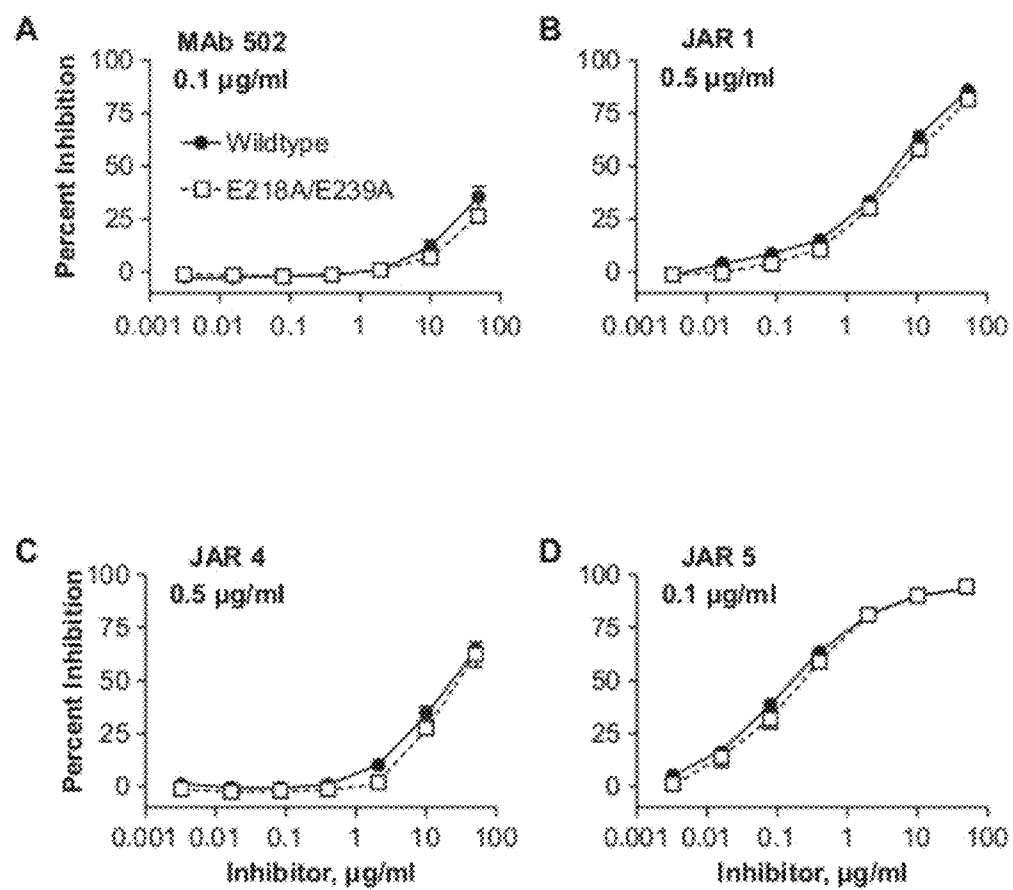 A
MAb 502
0.1 µg/ml
Percent Inhibition
100
75
50
25
0
Wildtype
E218A/E239A
0.001 0.01 0.1 1 10 100
B
JAR 1
0.5 µg/ml
100
75
50
25
0
0.001 0.01 0.1 1 10 100
C
JAR 4
0.5 µg/ml
Percent Inhibition
100
75
50
25
0
0.001 0.01 0.1 1 10 100
Inhibitor, µg/ml
D
JAR 5
0.1 µg/ml
100
75
50
25
0
0.001 0.01 0.1 1 10 100
Inhibitor, µg/ml